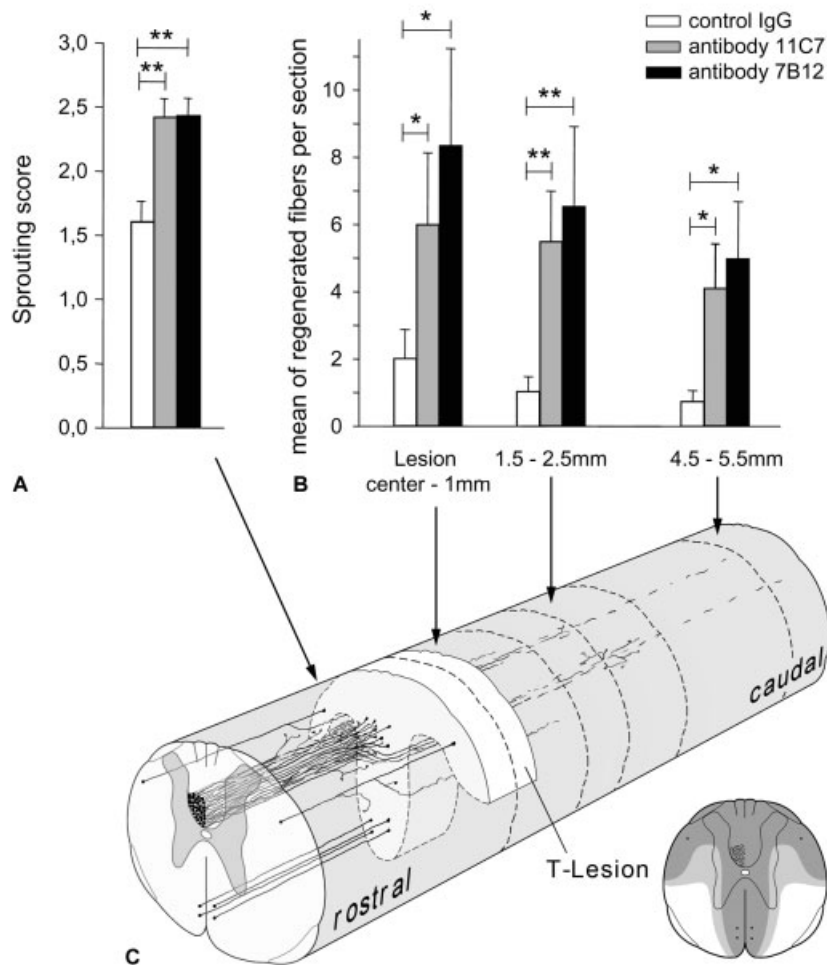 control IgG
antibody 11C7
antibody 7B12
Sprouting score
3,0
2,5
2,0
1,5
1,0
0,5
0,0
**
**
A
mean of regenerated fibers per section
10
8
6
4
2
0
*
*
**
**
*
*
Lesion
center - 1mm
1.5 - 2.5mm
4.5 - 5.5mm
B
caudal
T-Lesion
rostral
C